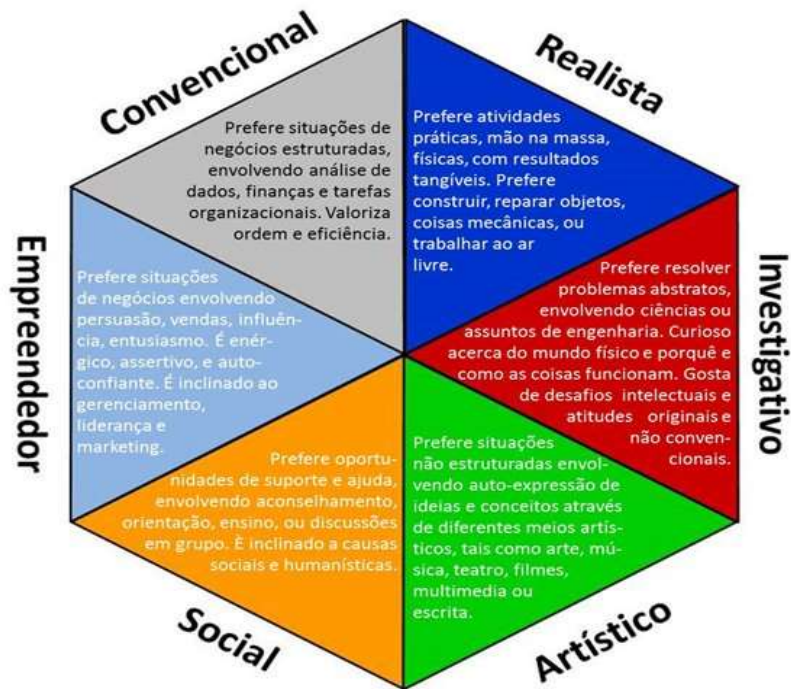 Convencional
Prefere situações de
negócios estruturadas,
envolvendo análise de
dados, finanças e tarefas
organizacionais. Valoriza
ordem e eficiência.
Realista
Prefere atividades
práticas, mão na massa,
físicas, com resultados
tangíveis. Prefere
construir, reparar objetos,
coisas mecânicas, ou
trabalhar ao ar
livre.
Empreendedor
Prefere situações
de negócios envolvendo
persuasão, vendas, influên-
cia, entusiasmo. É enér-
gico, assertivo, e auto-
confiante. É inclinado ao
gerenciamento,
liderança e
marketing.
Investigativo
Prefere resolver
problemas abstratos,
envolvendo ciências ou
assuntos de engenharia. Curioso
acerca do mundo físico e porquê e
como as coisas funcionam. Gosta
de desafios intelectuais e
atitudes originais e
não conven-
cionais.
Social
Prefere oportu-
nidades de suporte e ajuda,
envolvendo aconselhamento,
orientação, ensino, ou discussões
em grupo. È inclinado a causas
sociais e humanísticas.
Artístico
Prefere situações
não estruturadas envol-
vendo auto-expressão de
ideias e conceitos através
de diferentes meios artís-
ticos, tais como arte, mú-
sica, teatro, filmes,
multimedia ou
escrita.